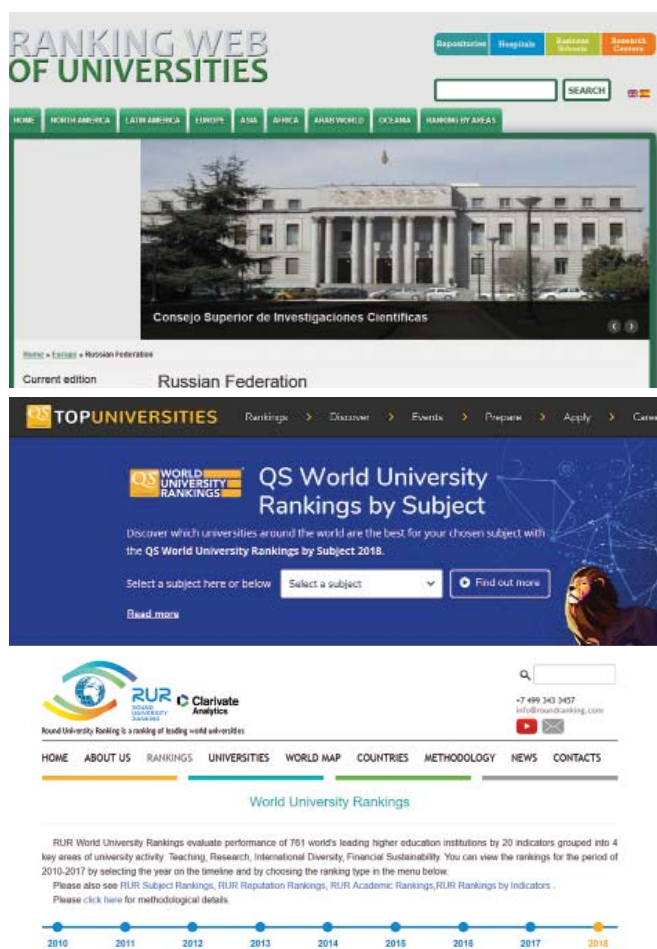 RANKING WEB
OF UNIVERSITIES
Repositories Hospitals Business Schools Research Centers
SEARCH
HOME NORTH AMERICA LATIN AMERICA EUROPE ASIA AFRICA ARAB WORLD OCEANIA RANKING BY AREAS
Consejo Superior de Investigaciones Científicas
Home » Europe » Russian Federation
Current edition
Russian Federation
QS TOPUNIVERSITIES Rankings > Discover > Events > Prepare > Apply > Caree
QS WORLD UNIVERSITY RANKINGS
QS World University
Rankings by Subject
Discover which universities around the world are the best for your chosen subject with
the QS World University Rankings by Subject 2018.
Select a subject here or below Select a subject Find out more
Read more
RUR
ROUND
UNIVERSITY
RANKING
Clarivate
Analytics
Round University Ranking is a ranking of leading world universities
+7 499 343 3457
info@roundranking.com
HOME ABOUT US RANKINGS UNIVERSITIES WORLD MAP COUNTRIES METHODOLOGY NEWS CONTACTS
World University Rankings
RUR World University Rankings evaluate performance of 761 world's leading higher education institutions by 20 indicators grouped into 4
key areas of university activity: Teaching, Research, International Diversity, Financial Sustainability. You can view the rankings for the period of
2010-2017 by selecting the year on the timeline and by choosing the ranking type in the menu below.
Please also see RUR Subject Rankings, RUR Reputation Rankings, RUR Academic Rankings,RUR Rankings by Indicators .
Please click here for methodological details.
2010 2011 2012 2013 2014 2015 2016 2017 2018